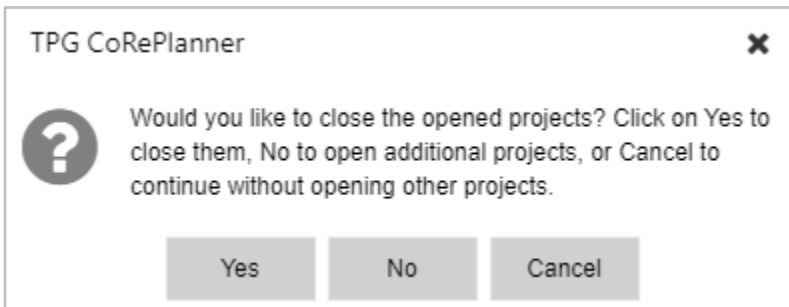 TPG CoRePlanner
Would you like to close the opened projects? Click on Yes to
close them, No to open additional projects, or Cancel to
continue without opening other projects.
Yes No Cancel